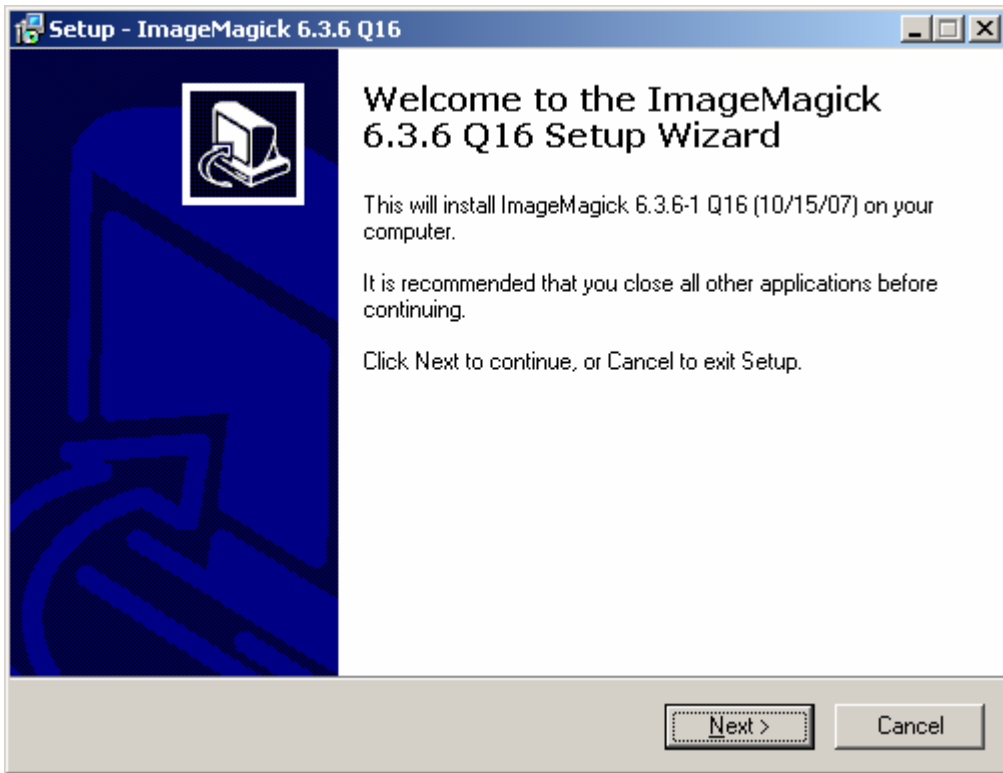 Setup - ImageMagick 6.3.6 Q16
Welcome to the ImageMagick
6.3.6 Q16 Setup Wizard
This will install ImageMagick 6.3.6-1 Q16 (10/15/07) on your
computer.
It is recommended that you close all other applications before
continuing.
Click Next to continue, or Cancel to exit Setup.
Next >
Cancel